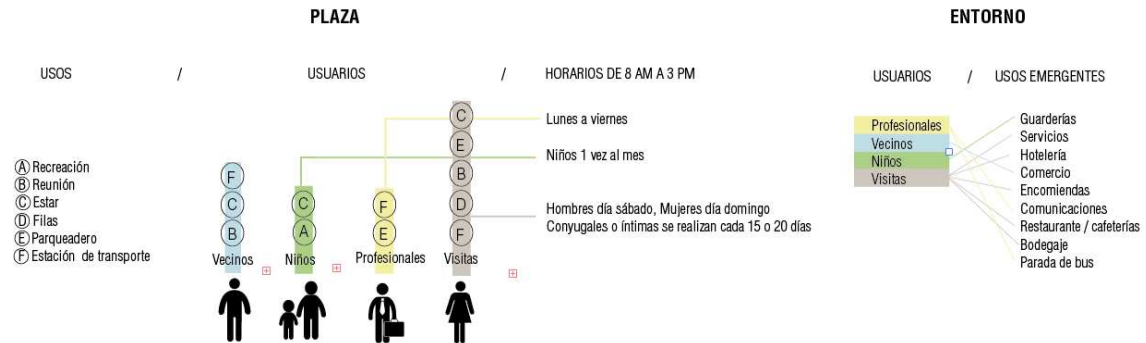 PLAZA
ENTORNO
USOS / USUARIOS / HORARIOS DE 8 AM A 3 PM
USUARIOS / USOS EMERGENTES
Ⓐ Recreación
Ⓑ Reunión
Ⓒ Estar
Ⓓ Filas
Ⓔ Parqueadero
Ⓕ Estación de transporte
F
C
B
Vecinos
C
A
Niños
F
E
Profesionales
C
E
B
D
F
Visitas
Lunes a viernes
Niños 1 vez al mes
Hombres día sábado, Mujeres día domingo
Conyugales o íntimas se realizan cada 15 o 20 días
Profesionales
Vecinos
Niños
Visitas
Guarderías
Servicios
Hotelería
Comercio
Encomiendas
Comunicaciones
Restaurante / cafeterías
Bodegaje
Parada de bus